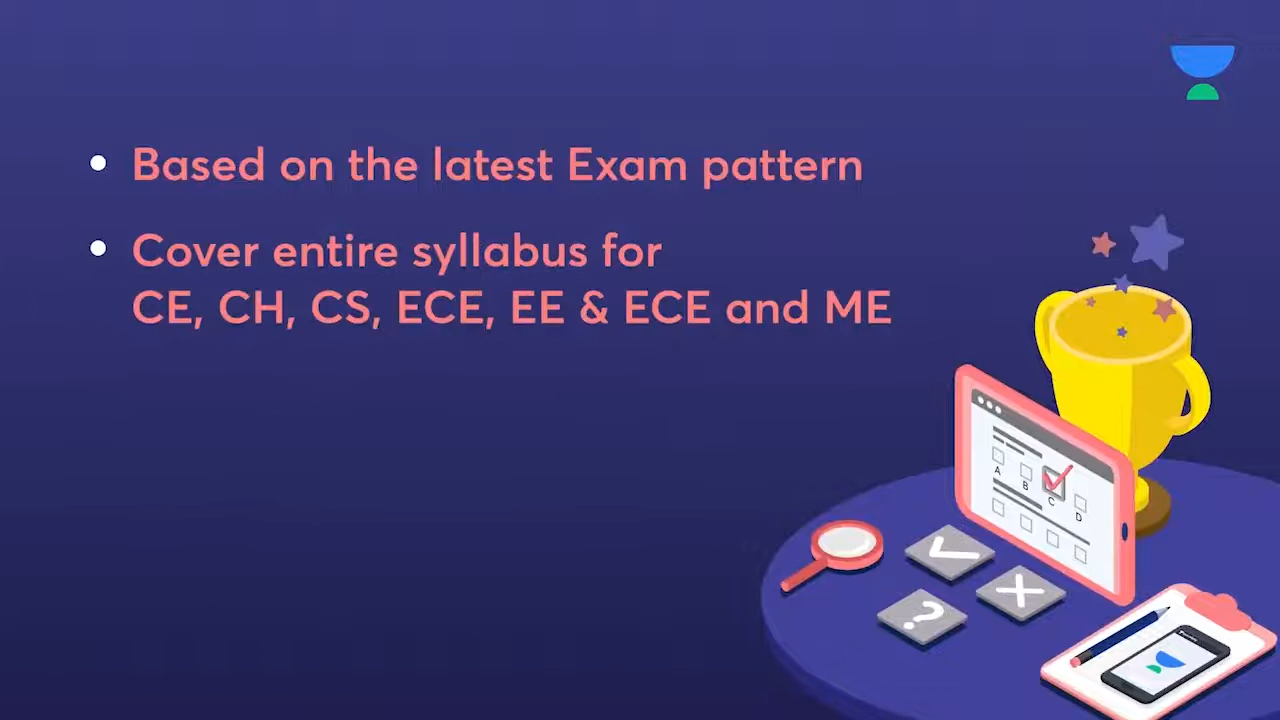 Based on the latest Exam pattern
Cover entire syllabus for
CE, CH, CS, ECE, EE & ECE and ME
A
B
C
D
?